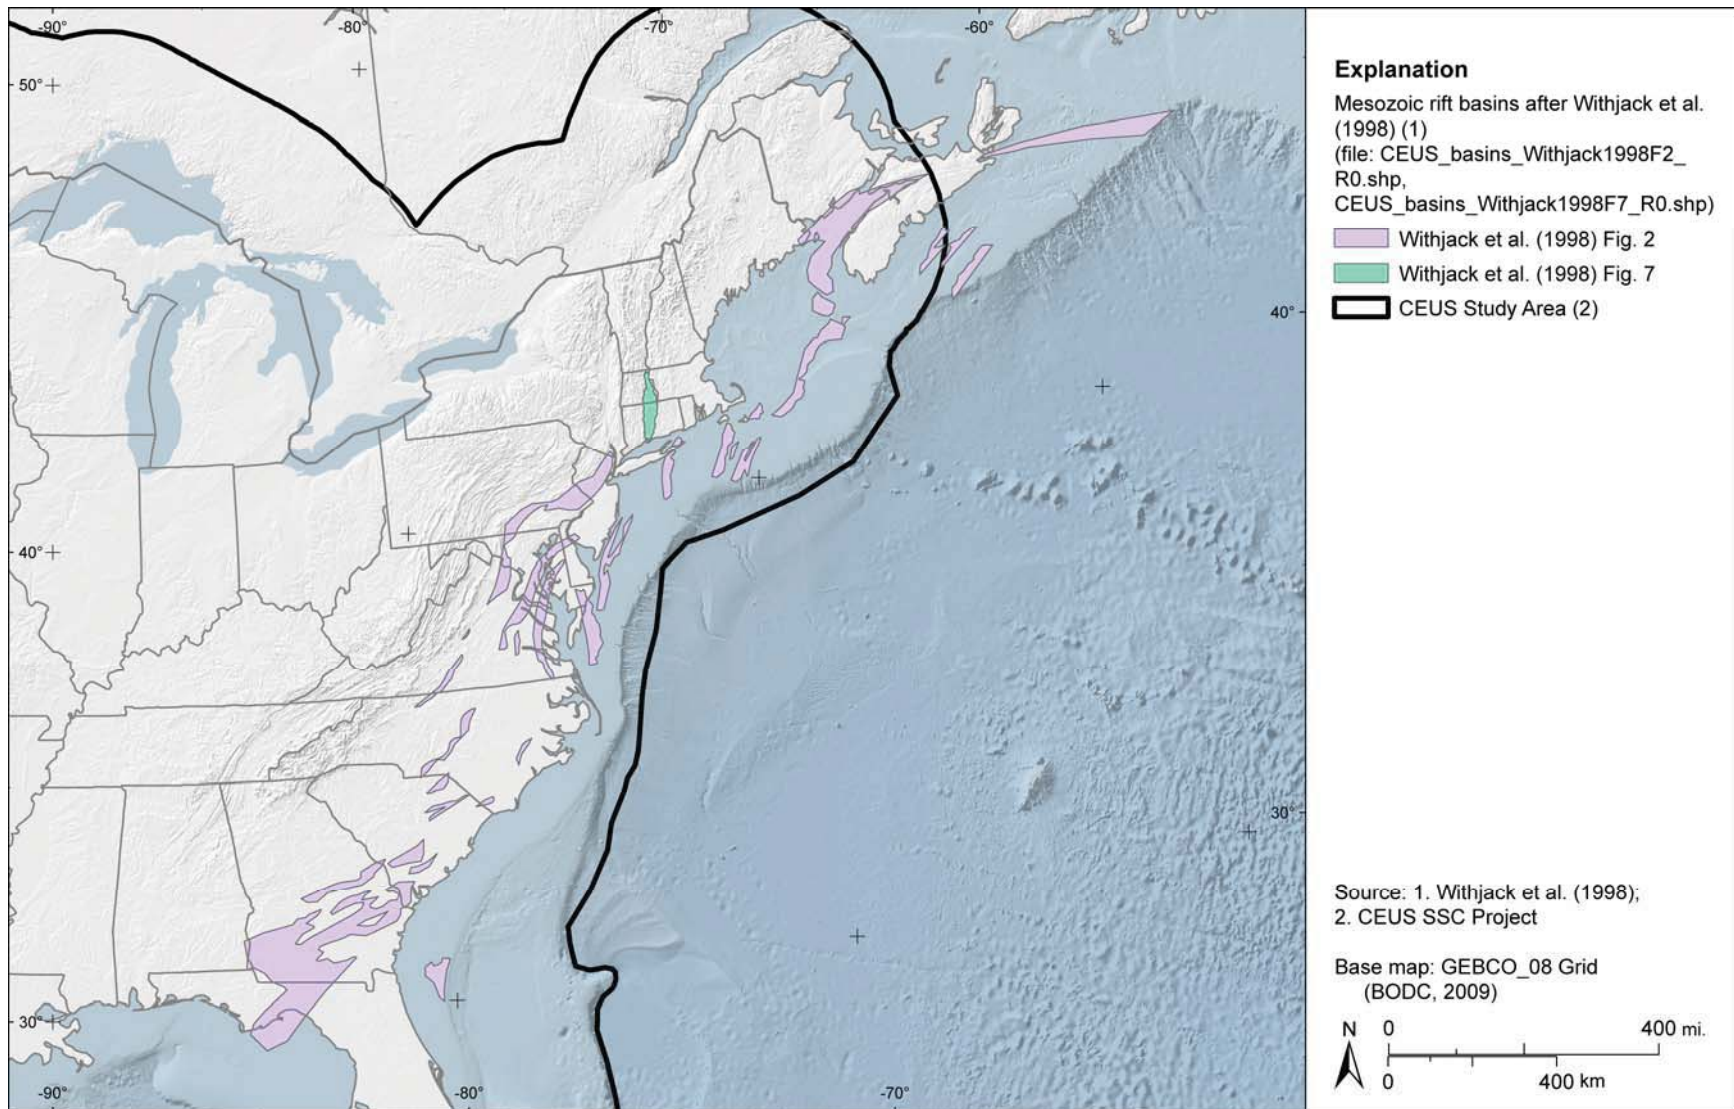 -90°
-80°
-70°
-60°
50°
40°
40°
30°
30°
-90°
-80°
-70°
Explanation
Mesozoic rift basins after Withjack et al.
(1998) (1)
(file: CEUS_basins_Withjack1998F2_
R0.shp,
CEUS_basins_Withjack1998F7_R0.shp)
Withjack et al. (1998) Fig. 2
Withjack et al. (1998) Fig. 7
CEUS Study Area (2)
Source: 1. Withjack et al. (1998);
2. CEUS SSC Project
Base map: GEBCO_08 Grid
(BODC, 2009)
N
0 400 mi.
0 400 km